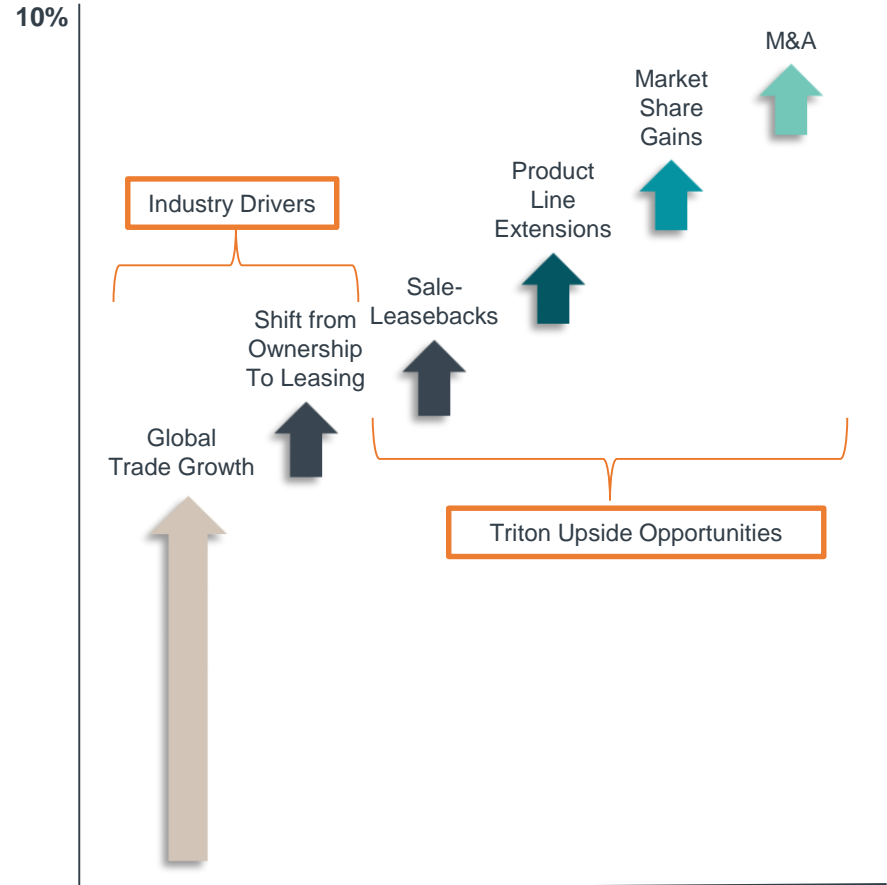 10%
M&A
Market
Share
Gains
Product
Line
Extensions
Industry Drivers
Sale-
Leasebacks
Shift from
Ownership
To Leasing
Global
Trade Growth
Triton Upside Opportunities